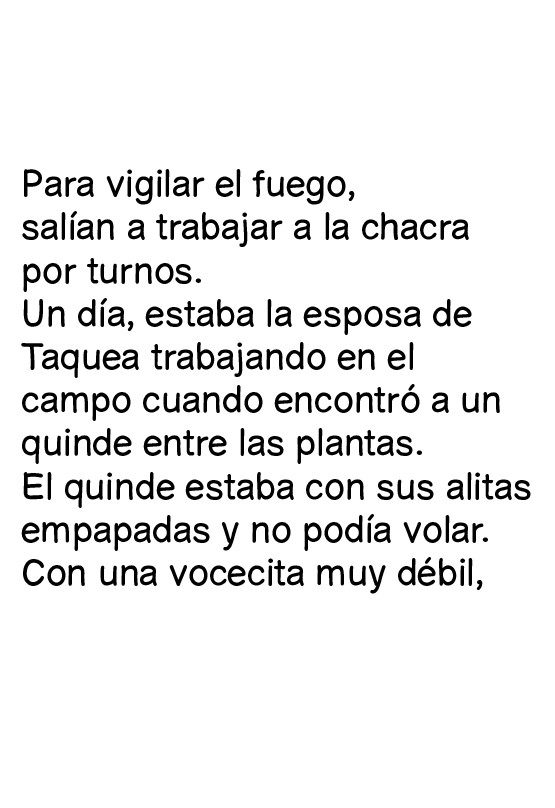 Para vigilar el fuego,
salían a trabajar a la chacra
por turnos.
Un día, estaba la esposa de
Taquea trabajando en el
campo cuando encontró a un
quinde entre las plantas.
El quinde estaba con sus alitas
empapadas y no podía volar.
Con una vocecita muy débil,